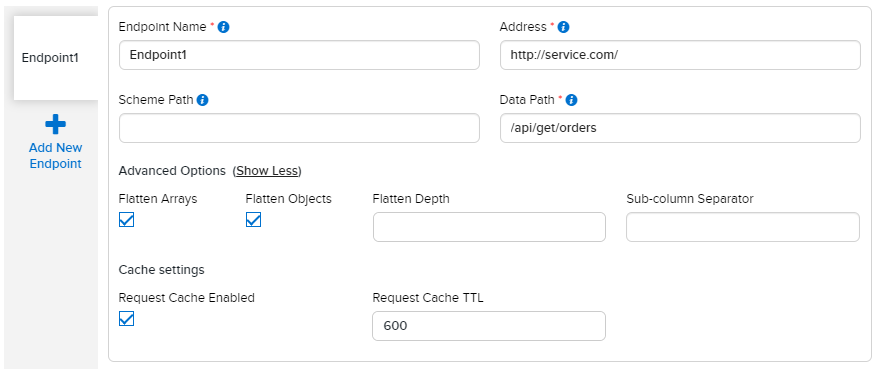 Endpoint1
Add New
Endpoint
Endpoint Name *
Address *
Endpoint1
http://service.com/
Scheme Path
Data Path *
/api/get/orders
Advanced Options (Show Less)
Flatten Arrays
Flatten Objects
Flatten Depth
Sub-column Separator
Cache settings
Request Cache Enabled
Request Cache TTL
600